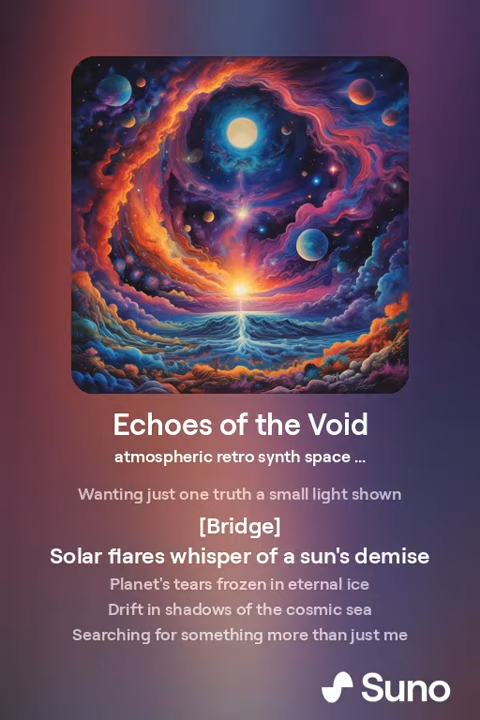 Echoes of the Void
atmospheric retro synth space ...
Wanting just one truth a small light shown
[Bridge]
Solar flares whisper of a sun's demise
Planet's tears frozen in eternal ice
Drift in shadows of the cosmic sea
Searching for something more than just me
Suno